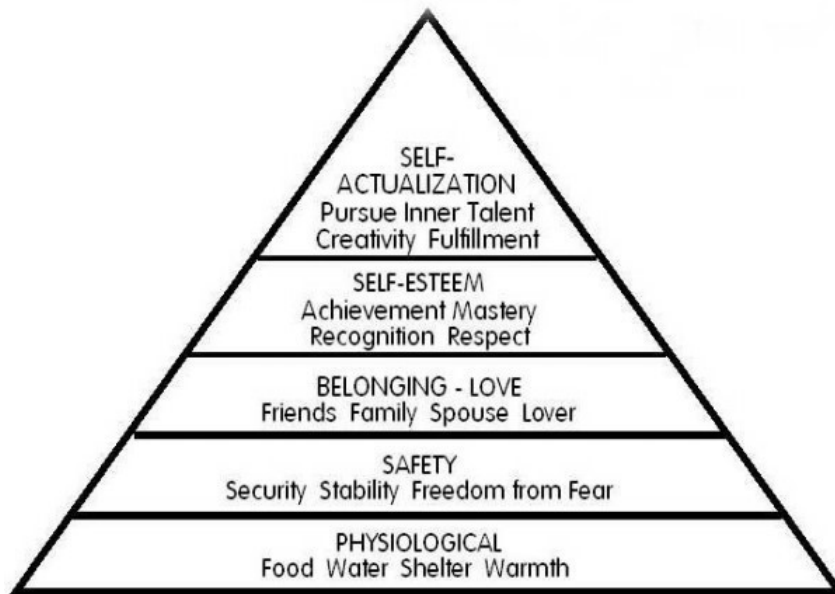 SELF-
ACTUALIZATION
Pursue Inner Talent
Creativity Fulfillment
SELF-ESTEEM
Achievement Mastery
Recognition Respect
BELONGING - LOVE
Friends Family Spouse Lover
SAFETY
Security Stability Freedom from Fear
PHYSIOLOGICAL
Food Water Shelter Warmth